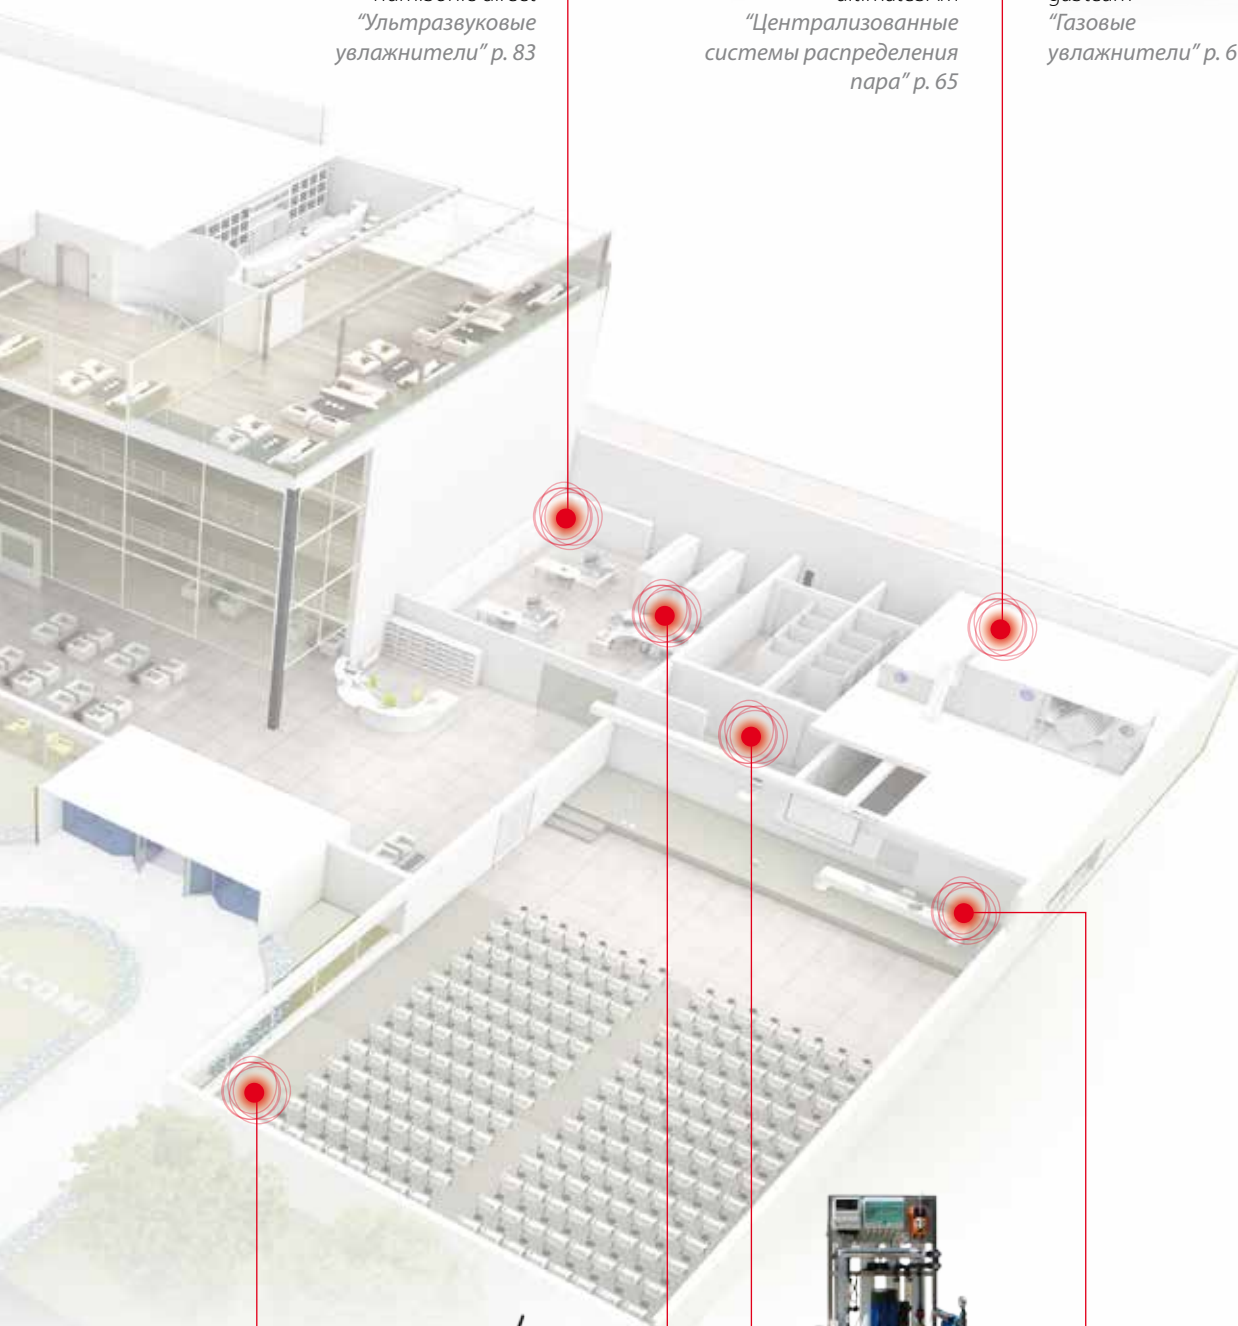 “Ультразвуковые
увлажнители” p. 83
“Централизованные
системы распределения
пара” p. 65
“Газовые
увлажнители” p. 6